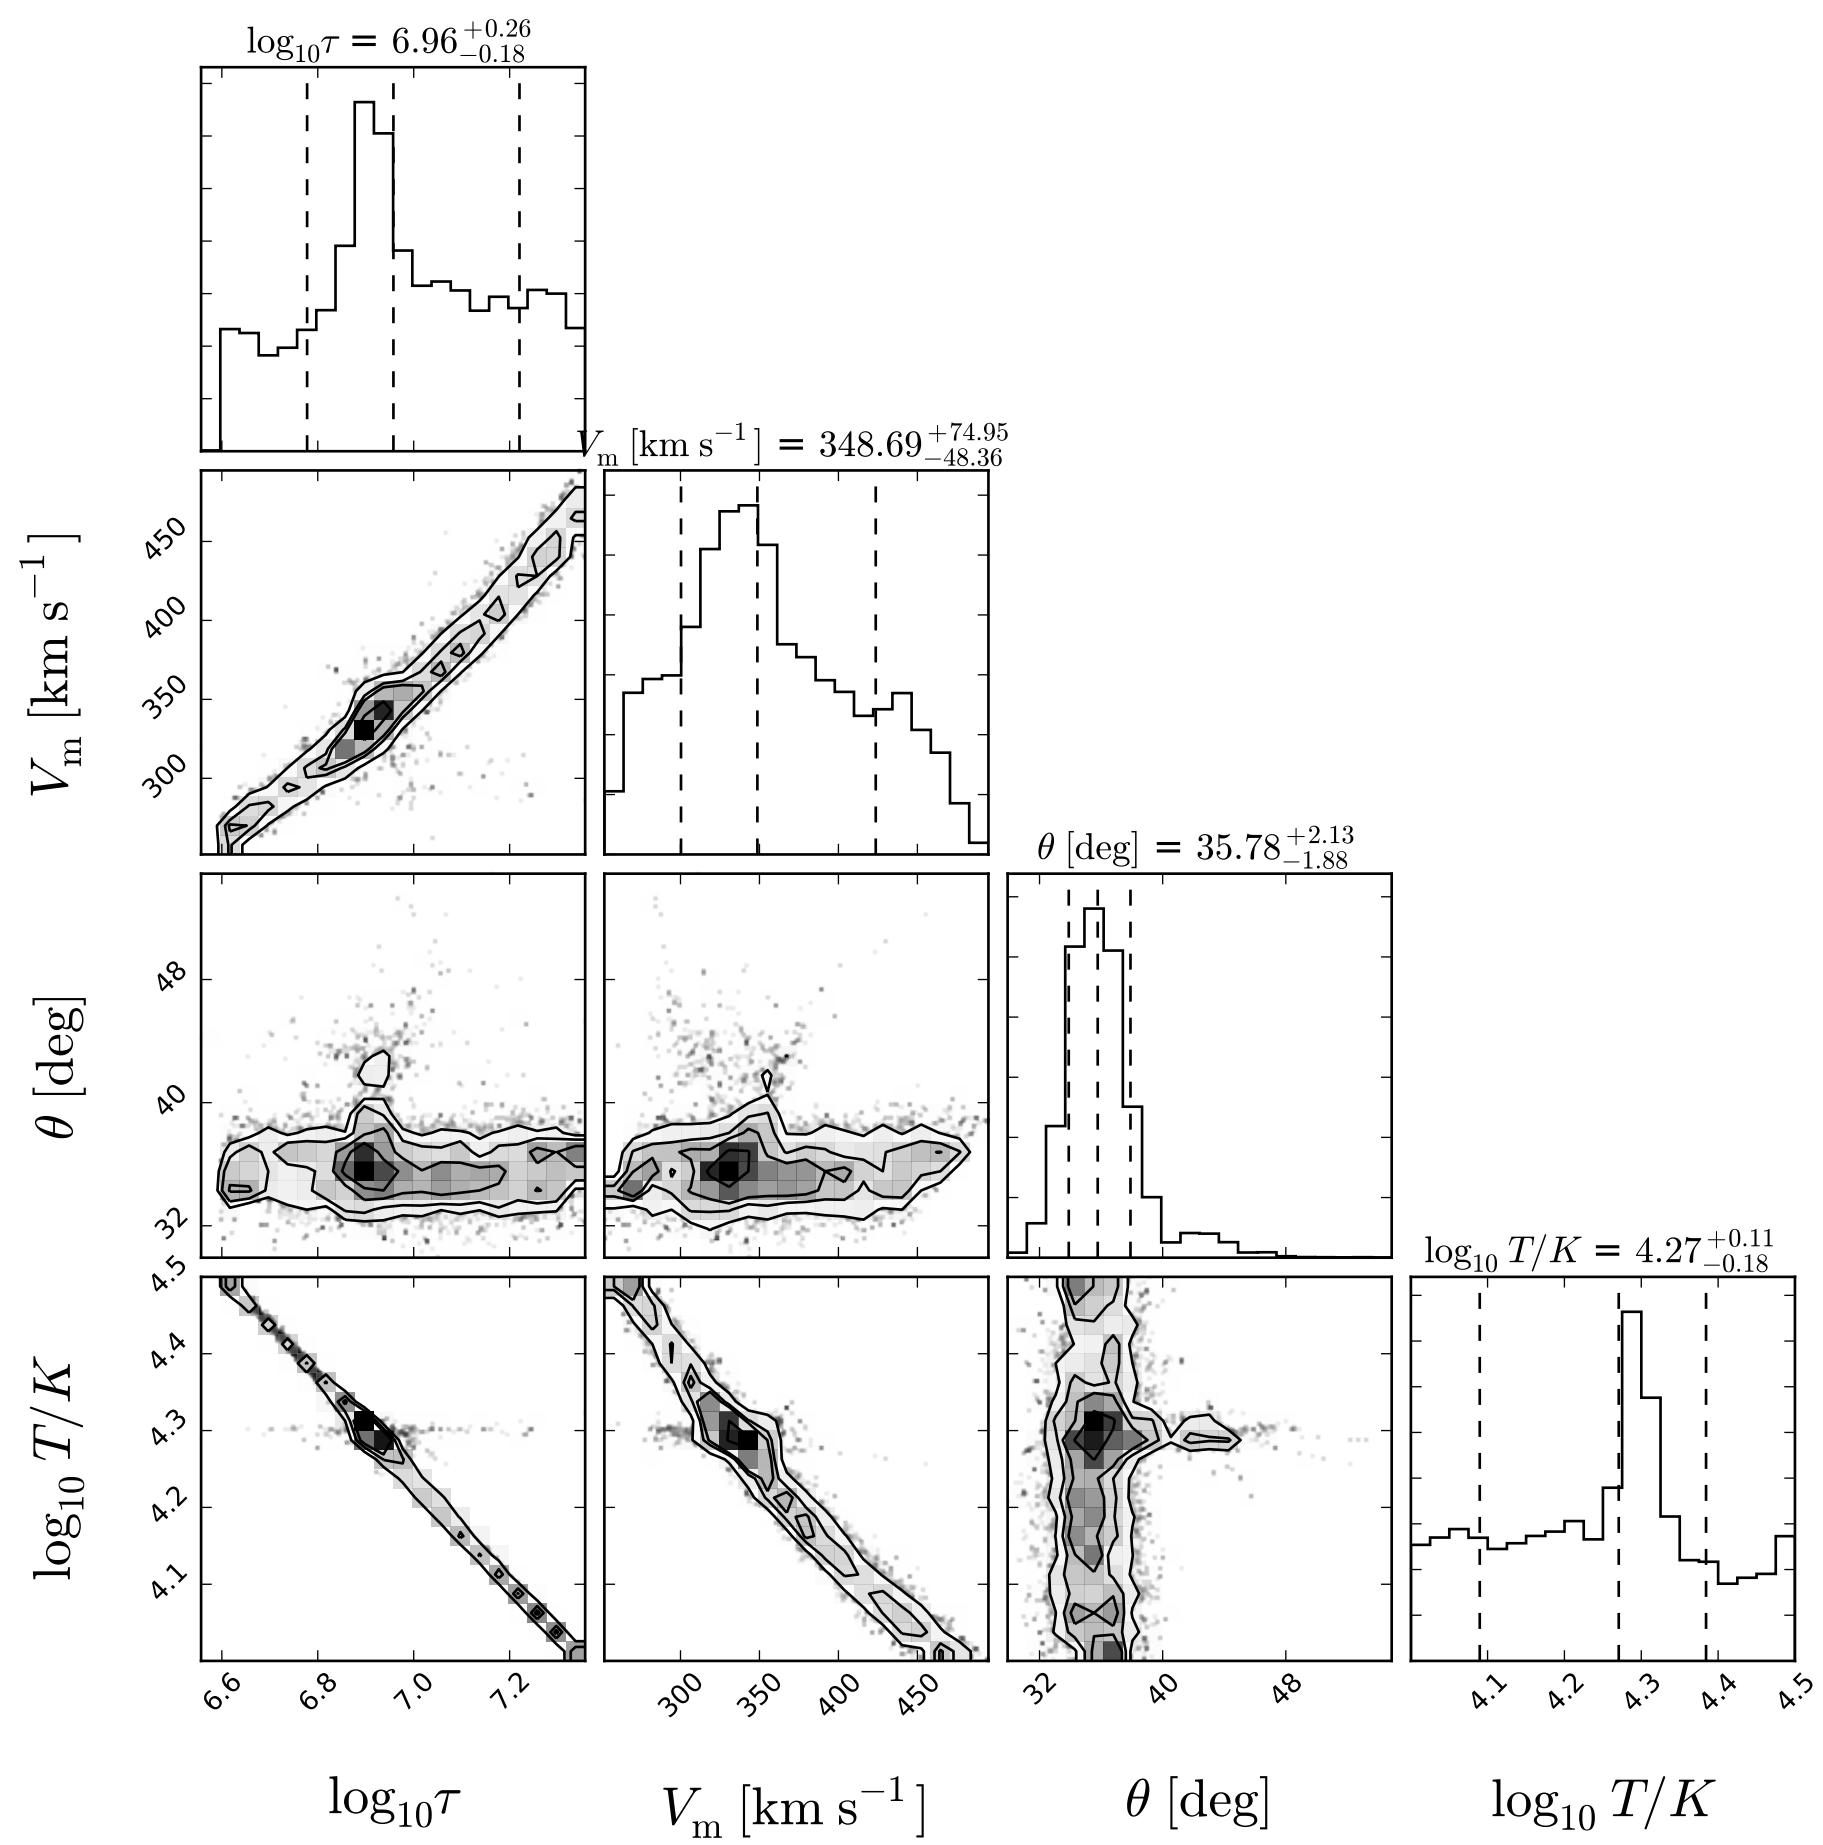 log₁₀τ = 6.96 +0.26 −0.18
Vₘ [km s⁻¹] = 348.69 +74.95 −48.36
Vₘ [km s⁻¹]
450
400
350
300
θ [deg] = 35.78 +2.13 −1.88
θ [deg]
48
40
32
log₁₀ T/K = 4.27 +0.11 −0.18
log₁₀ T/K
4.5
4.4
4.3
4.2
4.1
6.6 6.8 7.0 7.2 300 350 400 450 32 40 48 4.1 4.2 4.3 4.4 4.5
log₁₀τ Vₘ [km s⁻¹] θ [deg] log₁₀ T/K